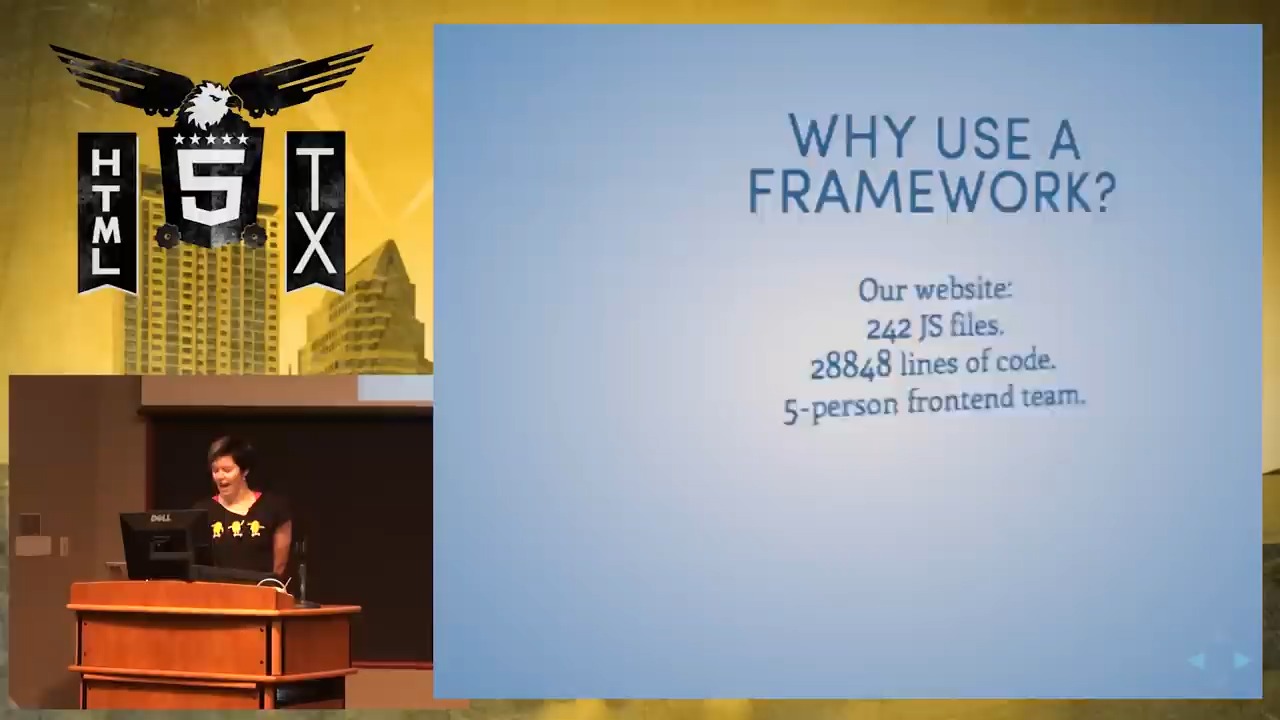 HTML
5
TX
WHY USE A
FRAMEWORK?
Our website:
242 JS files.
28848 lines of code.
5-person frontend team.
DELL